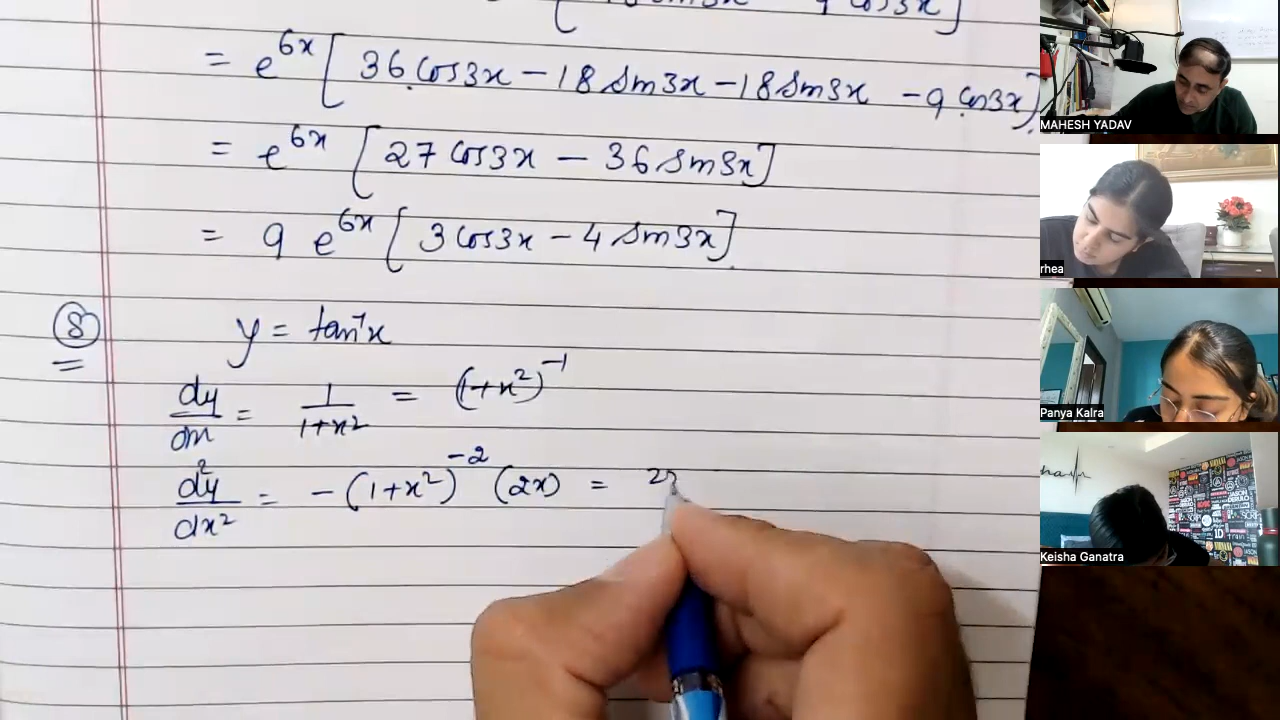 = e^6x [ 36 cos3x − 18 sin3x − 18 sin3x − 9 cos3x ]
= e^6x [ 27 cos3x − 36 sin3x ]
= 9 e^6x [ 3 cos3x − 4 sin3x ]
⑧ y = tan⁻¹x
dy/dx = 1/1+x² = (1+x²)⁻¹
d²y/dx² = −(1+x²)⁻² (2x) = 2
MAHESH YADAV
rhea
Panya Kalra
Keisha Ganatra